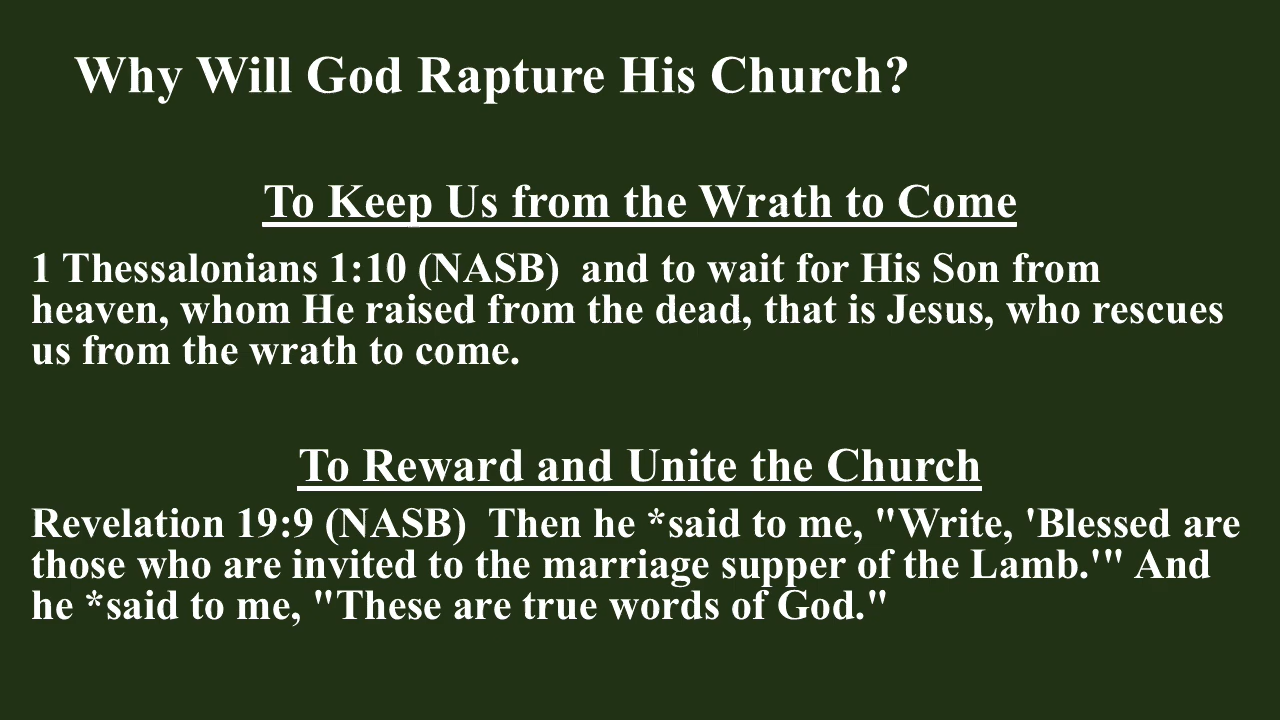 Why Will God Rapture His Church?
To Keep Us from the Wrath to Come
1 Thessalonians 1:10 (NASB)  and to wait for His Son from
heaven, whom He raised from the dead, that is Jesus, who rescues
us from the wrath to come.
To Reward and Unite the Church
Revelation 19:9 (NASB)  Then he *said to me, "Write, 'Blessed are
those who are invited to the marriage supper of the Lamb.'" And
he *said to me, "These are true words of God."